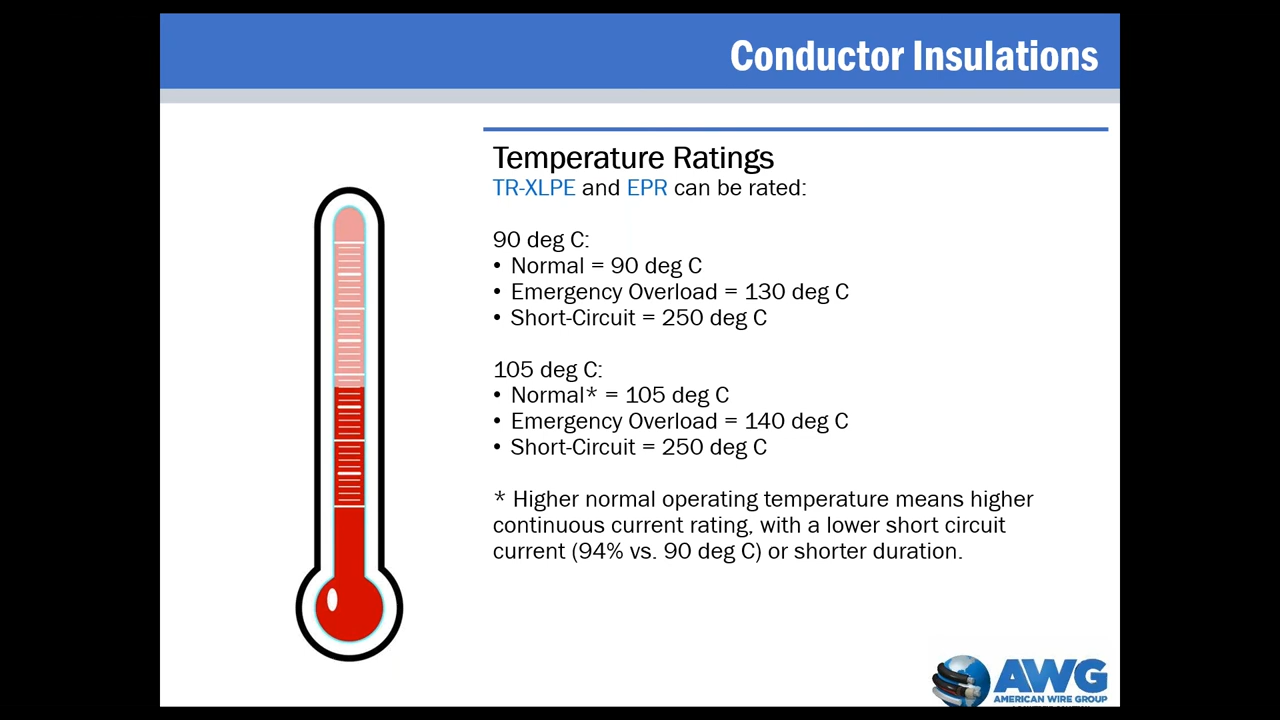 Conductor Insulations
Temperature Ratings
TR-XLPE and EPR can be rated:
90 deg C:
• Normal = 90 deg C
• Emergency Overload = 130 deg C
• Short-Circuit = 250 deg C
105 deg C:
• Normal* = 105 deg C
• Emergency Overload = 140 deg C
• Short-Circuit = 250 deg C
* Higher normal operating temperature means higher
continuous current rating, with a lower short circuit
current (94% vs. 90 deg C) or shorter duration.
AWG
AMERICAN WIRE GROUP